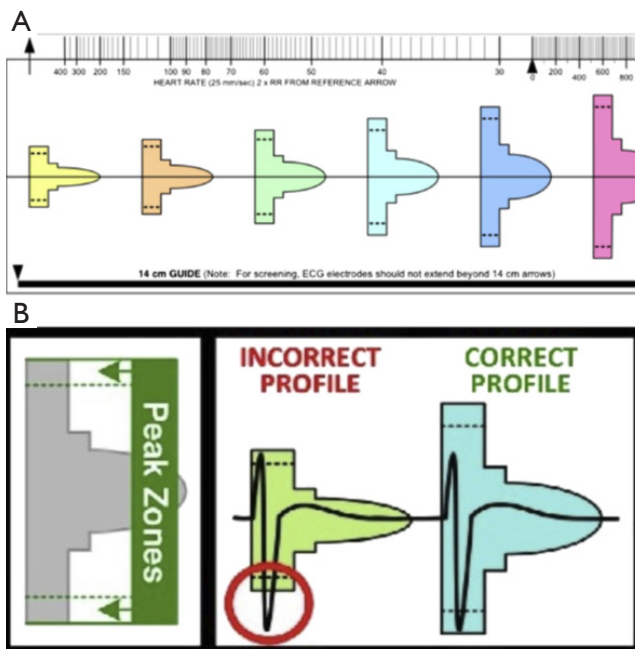 A
400 300 200 150 100 90 80 70 60 50 40 30 0 200 400 600 800
HEART RATE (25 mm/sec) 2 x RR FROM REFERENCE ARROW
14 cm GUIDE (Note: For screening, ECG electrodes should not extend beyond 14 cm arrows)
B
Peak Zones
INCORRECT
PROFILE
CORRECT
PROFILE